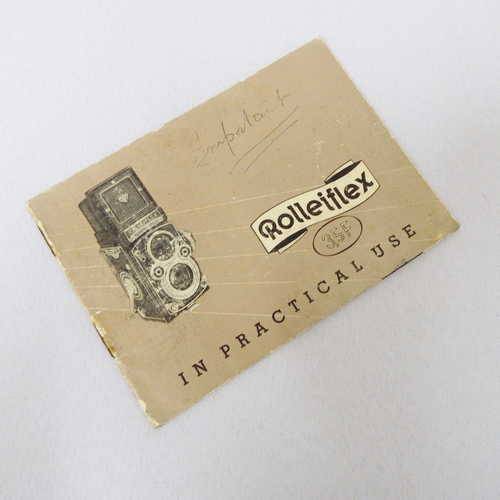 Rolleiflex
3.5F
IN PRACTICAL USE